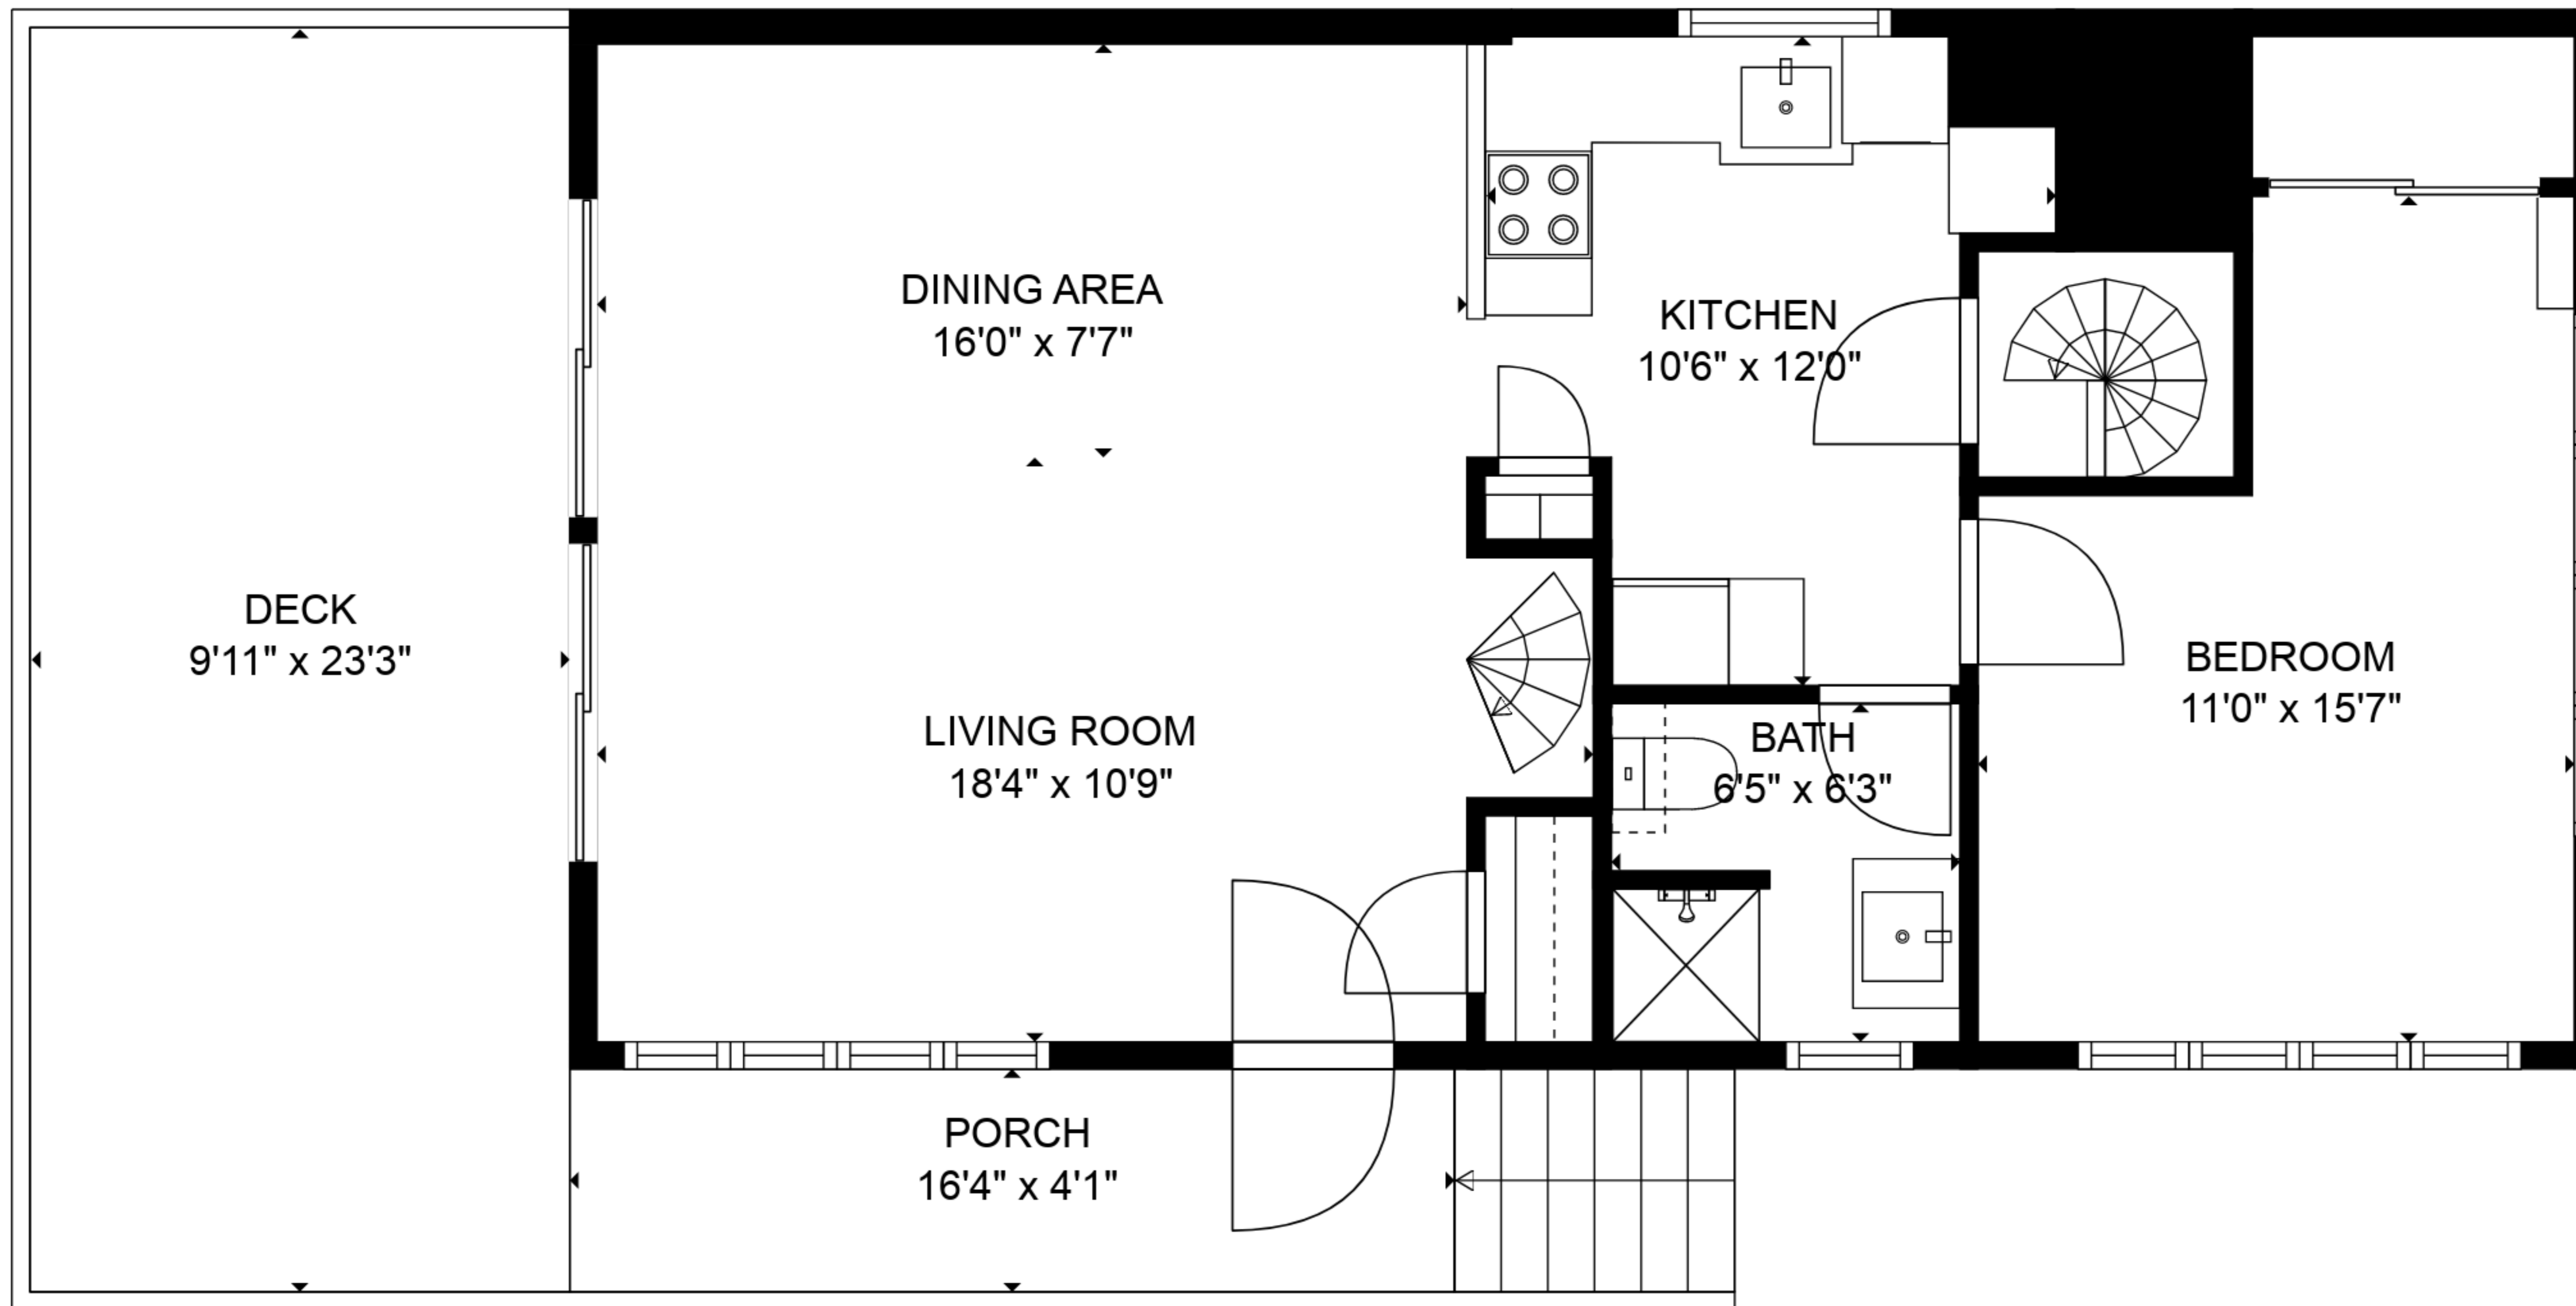 DINING AREA
16'0" x 7'7"
KITCHEN
10'6" x 12'0"
DECK
9'11" x 23'3"
LIVING ROOM
18'4" x 10'9"
BATH
6'5" x 6'3"
BEDROOM
11'0" x 15'7"
PORCH
16'4" x 4'1"